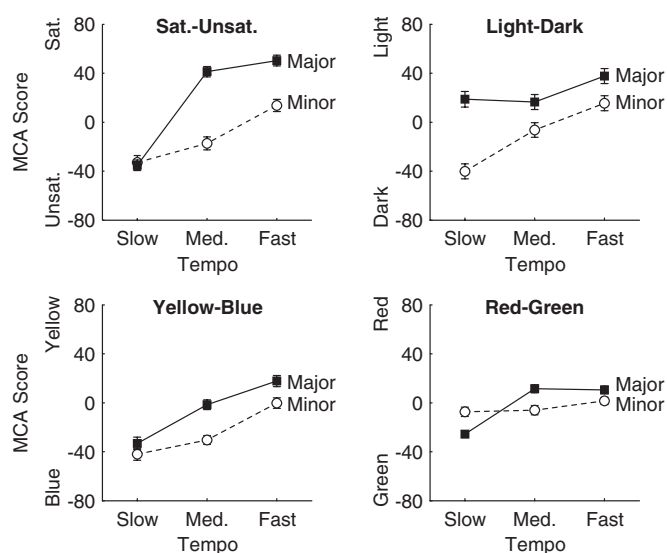 Sat.-Unsat.
Sat.
Unsat.
MCA Score
80
40
0
-40
-80
Major
Minor
Slow Med. Fast
Tempo
Light-Dark
Light
Dark
80
40
0
-40
-80
Major
Minor
Slow Med. Fast
Tempo
Yellow-Blue
Yellow
Blue
MCA Score
80
40
0
-40
-80
Major
Minor
Slow Med. Fast
Tempo
Red-Green
Red
Green
80
40
0
-40
-80
Major
Minor
Slow Med. Fast
Tempo